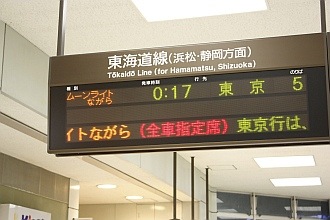 東海道線(浜松・静岡方面)
Tōkaidō Line (for Hamamatsu, Shizuoka)
種別 発車時刻 行先 のりば
ムーンライト
ながら 0:17 東京 5
イトながら (全車指定席) 東京行は、